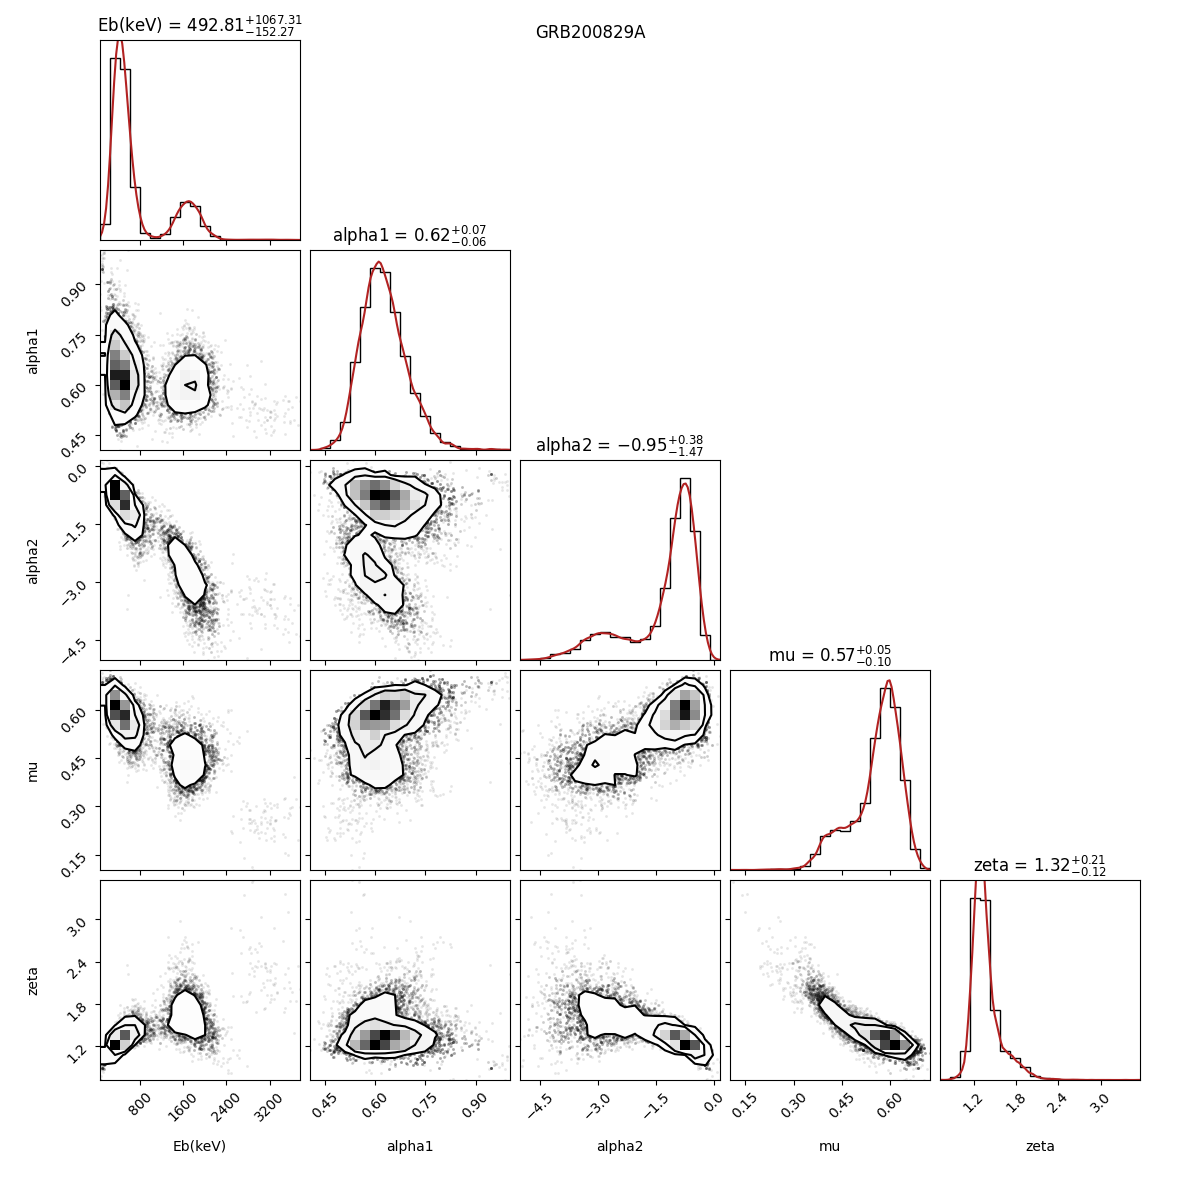 Eb(keV) = 492.81+1067.31 −152.27
GRB200829A
alpha1 = 0.62+0.07 −0.06
0.90
0.75
0.60
0.45
alpha1
alpha2 = −0.95+0.38 −1.47
0.0
−1.5
−3.0
−4.5
alpha2
mu = 0.57+0.05 −0.10
0.60
0.45
0.30
0.15
mu
zeta = 1.32+0.21 −0.12
3.0
2.4
1.8
1.2
zeta
800 1600 2400 3200 0.45 0.60 0.75 0.90 −4.5 −3.0 −1.5 0.0 0.15 0.30 0.45 0.60 1.2 1.8 2.4 3.0
Eb(keV) alpha1 alpha2 mu zeta